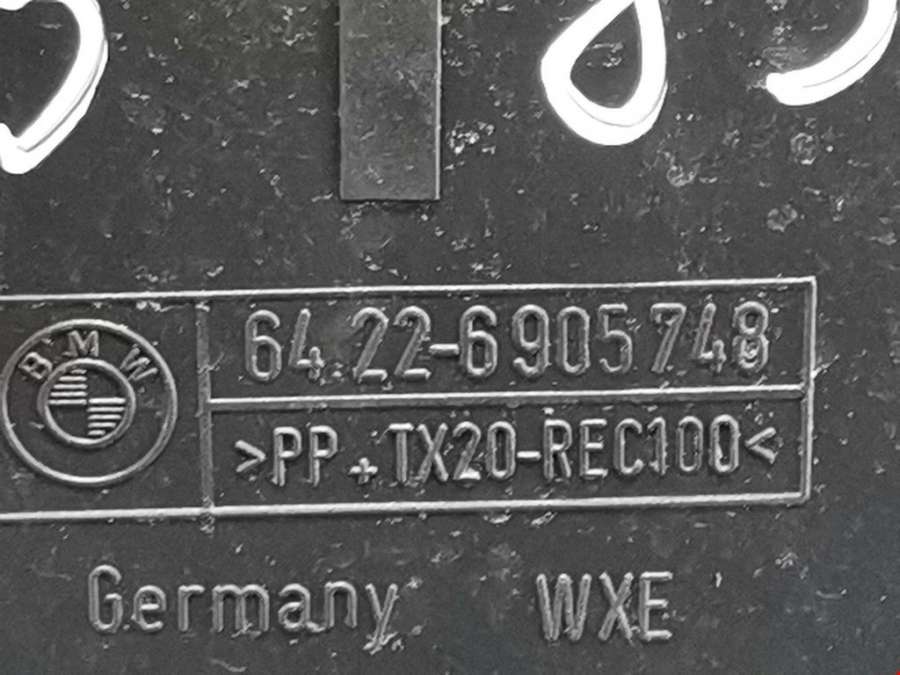 BMW
64.22-6905748
>PP+TX20-REC100<
Germany WXE